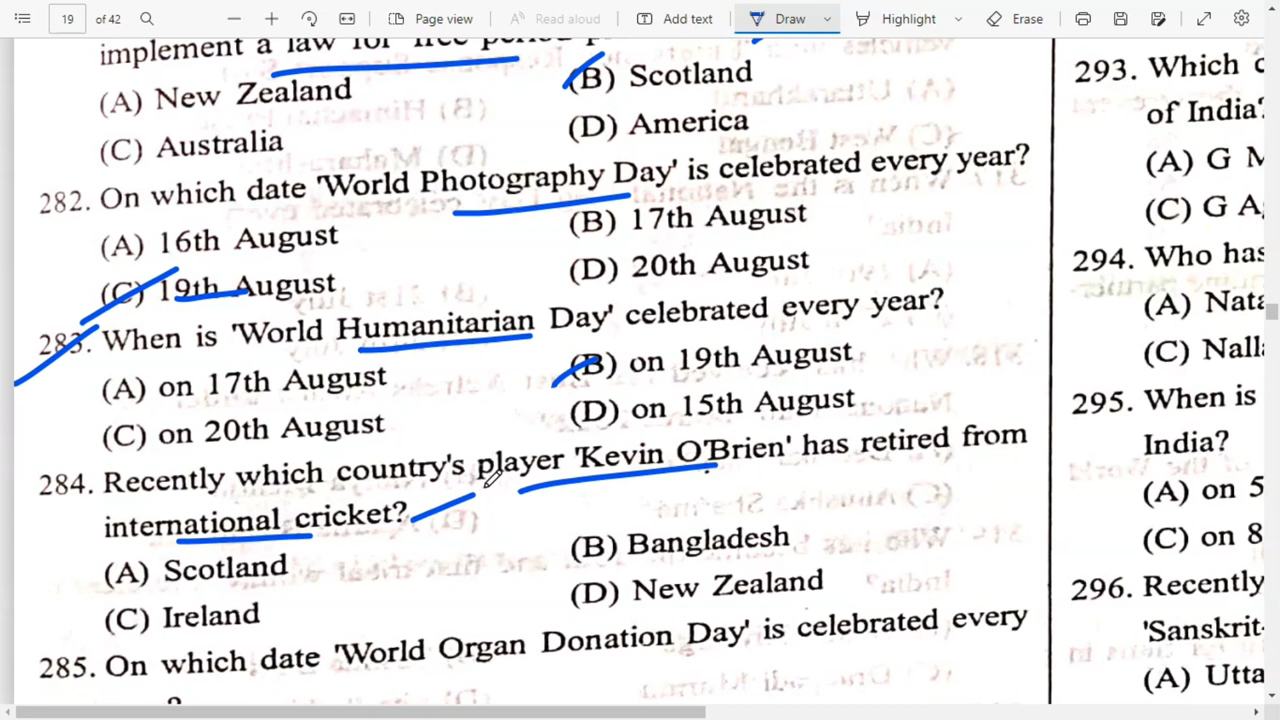 19
of 42
Page view
Read aloud
Add text
Draw
Highlight
Erase
implement a law for free period
(A) New Zealand
(B) Scotland
(C) Australia
(D) America
282. On which date 'World Photography Day' is celebrated every year?
(A) 16th August
(B) 17th August
(C) 19th August
(D) 20th August
283. When is 'World Humanitarian Day' celebrated every year?
(A) on 17th August
(B) on 19th August
(C) on 20th August
(D) on 15th August
284. Recently which country's player 'Kevin O'Brien' has retired from
international cricket?
(A) Scotland
(B) Bangladesh
(C) Ireland
(D) New Zealand
285. On which date 'World Organ Donation Day' is celebrated every
293. Which
of India?
(A) G
(C) G
294. Who has
(A)
(C)
295. When is
India?
(A) on 5
(C) on 8
296. Recently
'Sanskrit-
(A)